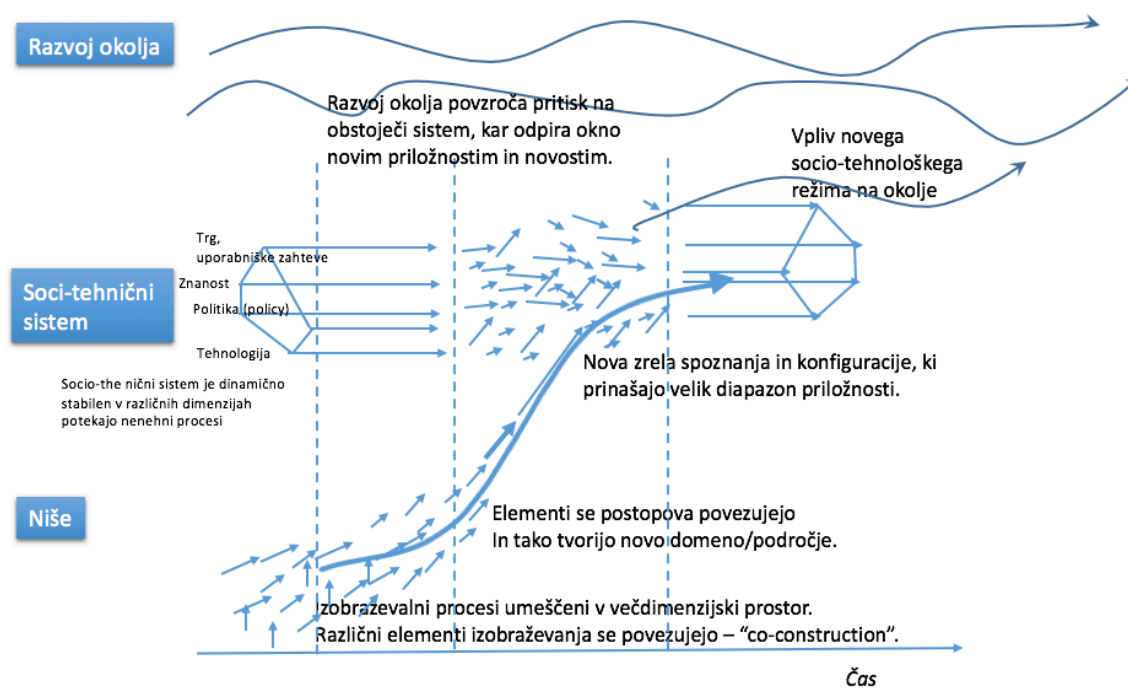 Razvoj okolja
Razvoj okolja povzroča pritisk na
obstoječi sistem, kar odpira okno
novim priložnostim in novostim.
Vpliv novega
socio-tehnološkega
režima na okolje
Trg,
uporabniške zahteve
Znanost
Politika (policy)
Tehnologija
Soci-tehnični
sistem
Socio-the nični sistem je dinamično
stabilen v različnih dimenzijah
potekajo nenehni procesi
Nova zrela spoznanja in konfiguracije, ki
prinašajo velik diapazon priložnosti.
Niše
Elementi se postopova povezujejo
In tako tvorijo novo domeno/področje.
Izobrazevalni procesi umeščeni v večdimenzijski prostor.
Različni elementi izobraževanja se povezujejo – “co-construction”.
Čas